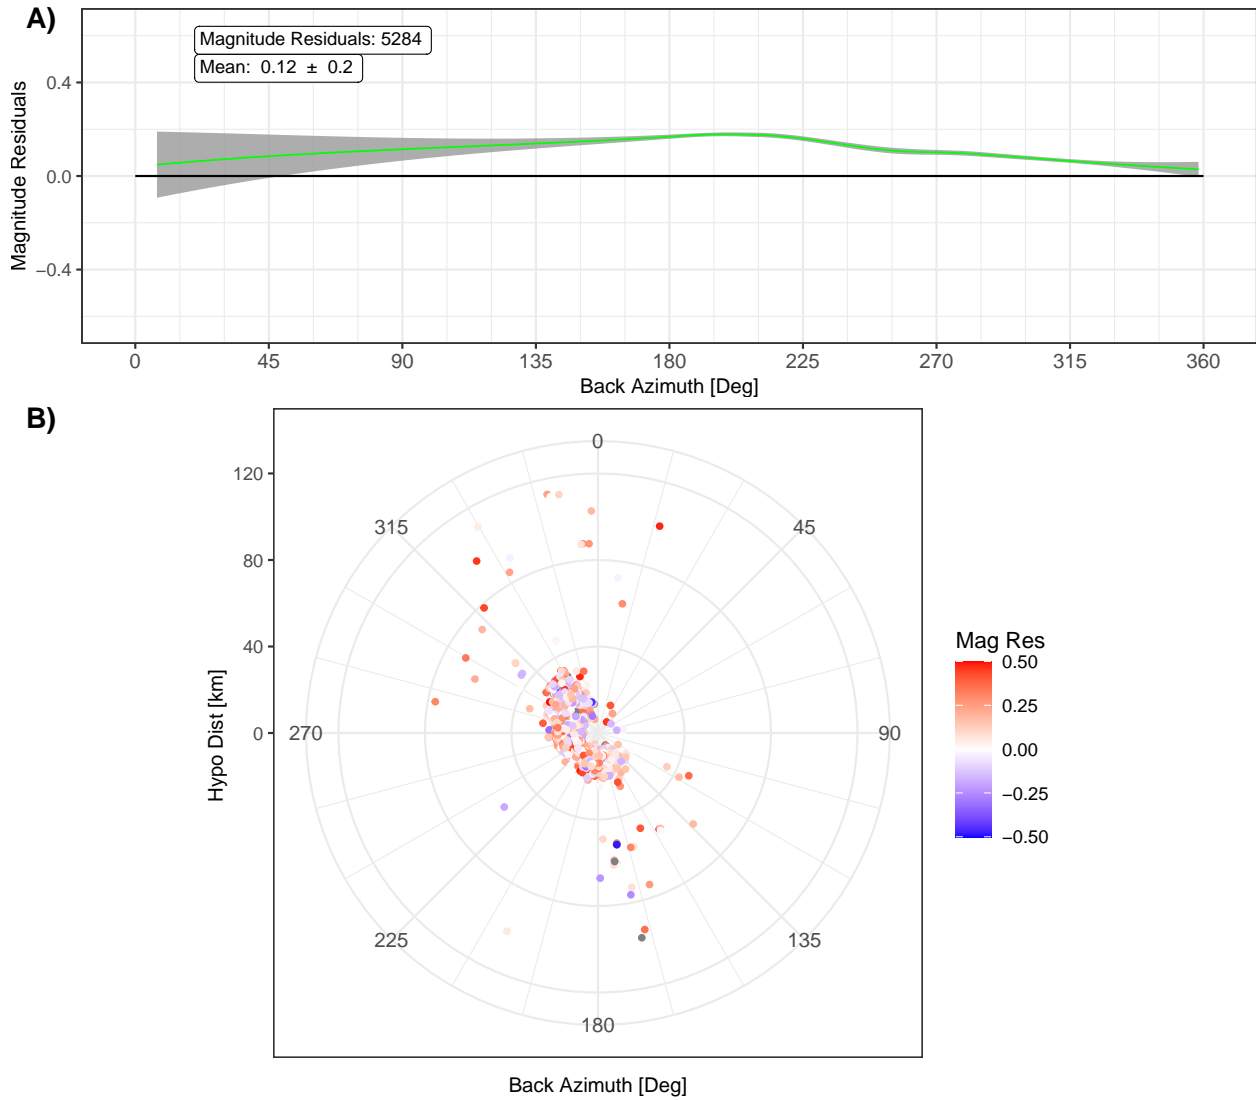 A)
Magnitude Residuals: 5284
Mean:  0.12  ±  0.2
Magnitude Residuals
0.4
0.0
−0.4
0 45 90 135 180 225 270 315 360
Back Azimuth [Deg]
B)
Hypo Dist [km]
120
80
40
0
0
45
90
135
180
225
270
315
Back Azimuth [Deg]
Mag Res
0.50
0.25
0.00
−0.25
−0.50